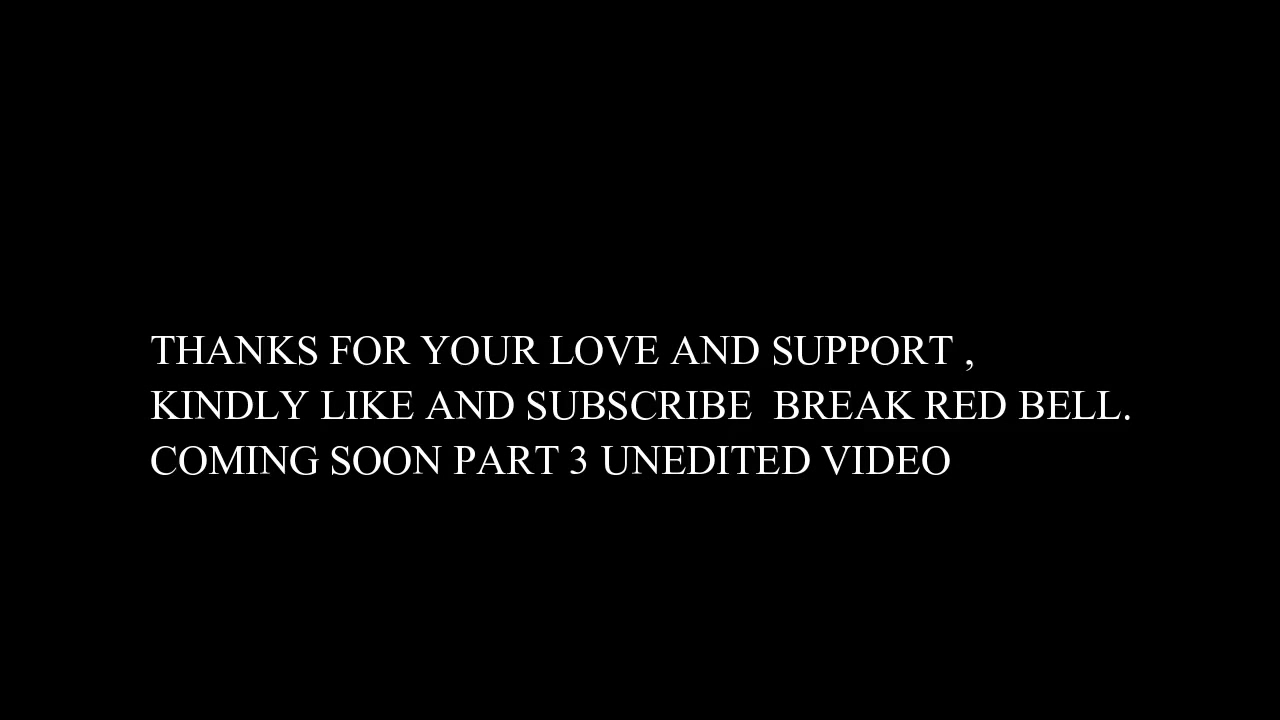 THANKS FOR YOUR LOVE AND SUPPORT ,
KINDLY LIKE AND SUBSCRIBE  BREAK RED BELL.
COMING SOON PART 3 UNEDITED VIDEO